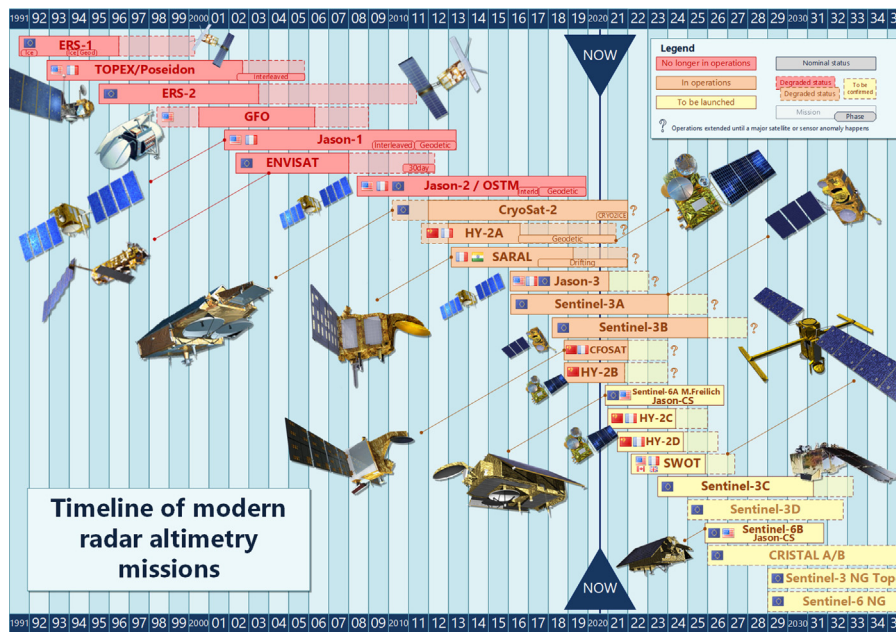 1991 92 93 94 95 96 97 98 99 2000 01 02 03 04 05 06 07 08 09 2010 11 12 13 14 15 16 17 18 19 2020 21 22 23 24 25 26 27 28 29 2030 31 32 33 34
NOW
Legend
No longer in operations
Nominal status
In operations
Degraded status
Degraded status
To be confirmed
To be launched
Mission
Phase
? Operations extended until a major satellite or sensor anomaly happens
ERS-1
TOPEX/Poseidon
Interleaved
ERS-2
GFO
Jason-1
Interleaved
Geodetic
ENVISAT
30day
Jason-2 / OSTM
Geodetic
CryoSat-2
CRYO2ICE
?
HY-2A
Geodetic
?
SARAL
Drifting
?
Jason-3
?
Sentinel-3A
?
Sentinel-3B
?
CFOSAT
?
HY-2B
?
Sentinel-6A M.Freilich
Jason-CS
HY-2C
HY-2D
SWOT
Sentinel-3C
Sentinel-3D
Sentinel-6B
Jason-CS
CRISTAL A/B
Sentinel-3 NG Topo
Sentinel-6 NG
Timeline of modern
radar altimetry
missions
NOW
1991 92 93 94 95 96 97 98 99 2000 01 02 03 04 05 06 07 08 09 2010 11 12 13 14 15 16 17 18 19 2020 21 22 23 24 25 26 27 28 29 2030 31 32 33 34